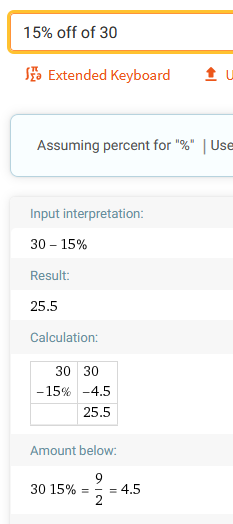 15% off of 30
Extended Keyboard
Assuming percent for "%" | Use
Input interpretation:
30 – 15%
Result:
25.5
Calculation:
30 30
–15% –4.5
25.5
Amount below:
30 15% = 9/2 = 4.5